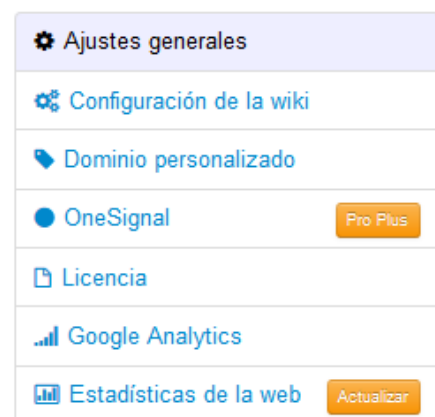 Ajustes generales
Configuración de la wiki
Dominio personalizado
OneSignal Pro Plus
Licencia
Google Analytics
Estadísticas de la web Actualizar